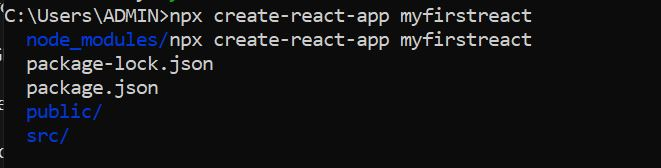 C:\Users\ADMIN>npx create-react-app myfirstreact
node_modules/npx create-react-app myfirstreact
package-lock.json
package.json
public/
src/